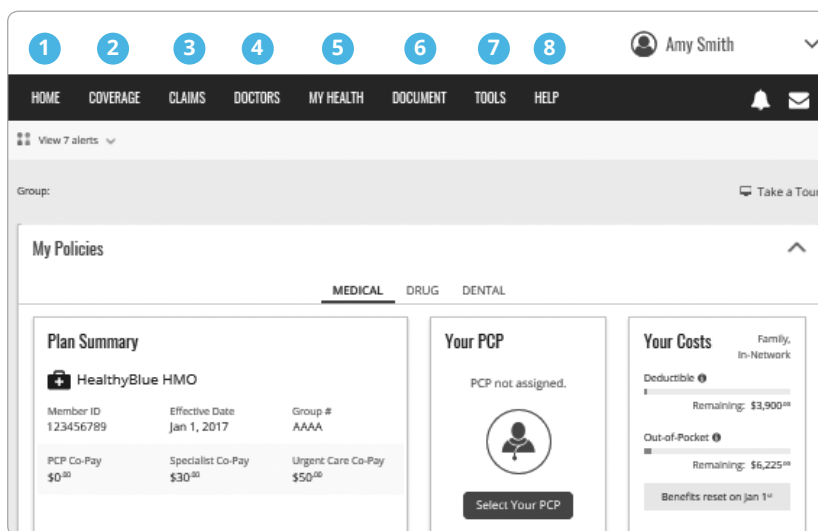 1 2 3 4 5 6 7 8
Amy Smith
HOME COVERAGE CLAIMS DOCTORS MY HEALTH DOCUMENT TOOLS HELP
View 7 alerts
Group:
Take a Tour
My Policies
MEDICAL DRUG DENTAL
Plan Summary
HealthyBlue HMO
Member ID Effective Date Group #
123456789 Jan 1, 2017 AAAA
PCP Co-Pay Specialist Co-Pay Urgent Care Co-Pay
$0.00 $30.00 $50.00
Your PCP
PCP not assigned.
Select Your PCP
Your Costs
Family,
In-Network
Deductible
Remaining: $3,900.00
Out-of-Pocket
Remaining: $6,225.00
Benefits reset on Jan 1st